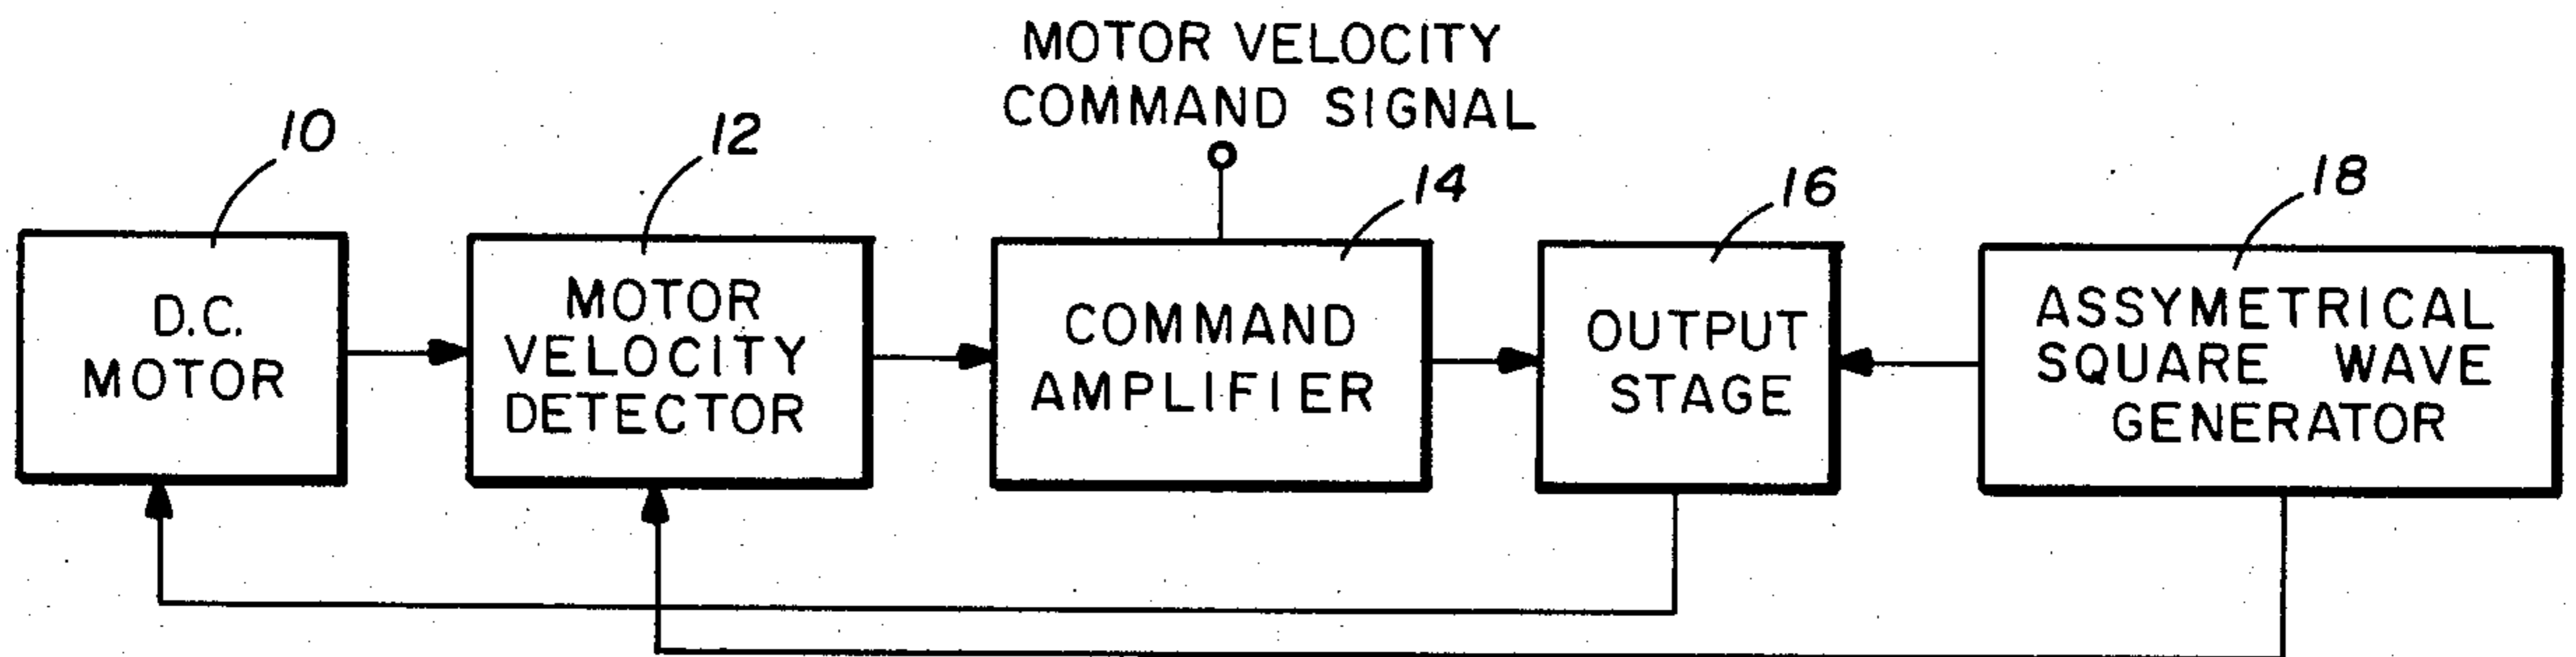 MOTOR VELOCITY
COMMAND SIGNAL
10
12
14
16
18
D.C.
MOTOR
MOTOR
VELOCITY
DETECTOR
COMMAND
AMPLIFIER
OUTPUT
STAGE
ASSYMETRICAL
SQUARE WAVE
GENERATOR